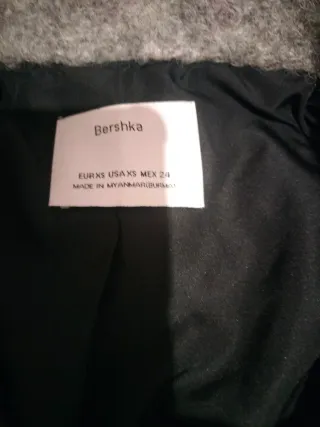 Bershka
EUR XS USA XS MEX 24
MADE IN MYANMAR(BURMA)